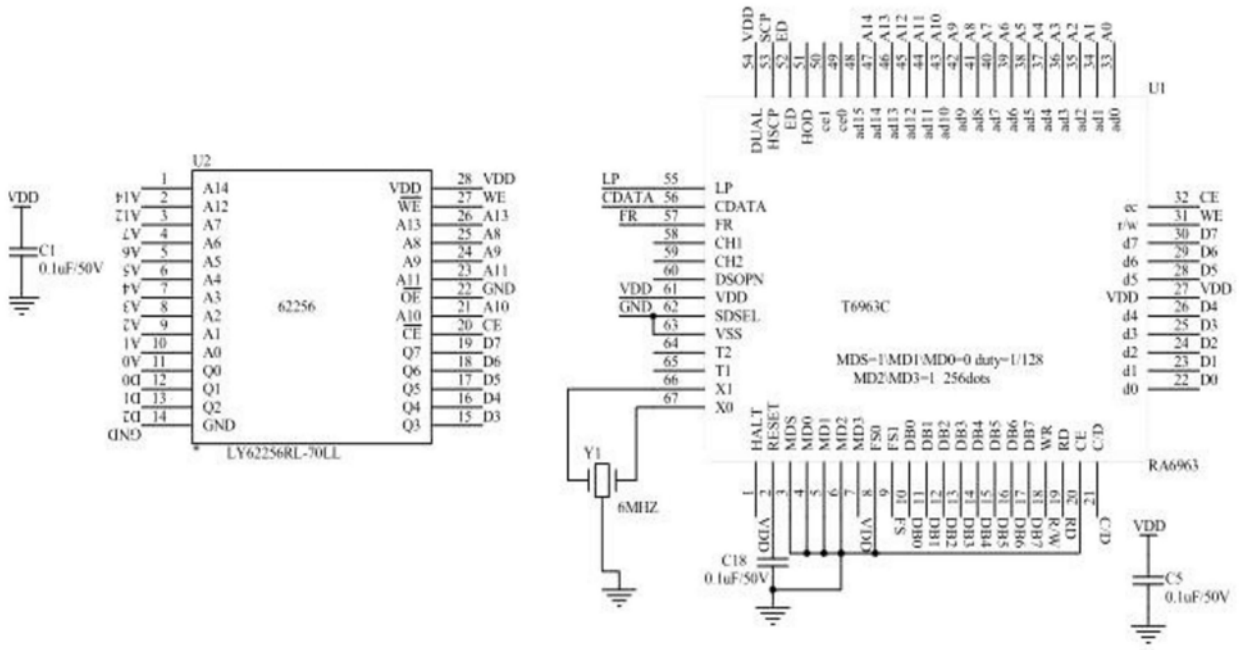 54 VDD
53 SCP
52 ED
51
50
49
48
47 A14
46 A13
45 A12
44 A11
43 A10
42 A9
41 A8
40 A7
39 A6
38 A5
37 A4
36 A3
35 A2
34 A1
33 A0
U1
DUAL
HSCP
ED
HOD
ce1
ce0
ad15
ad14
ad13
ad12
ad11
ad10
ad9
ad8
ad7
ad6
ad5
ad4
ad3
ad2
ad1
ad0
U2
VDD
C1
0.1uF/50V
1 A14 VDD 28 VDD
A14 2 A12 WE 27 WE
A12 3 A7 A13 26 A13
A7 4 A6 A8 25 A8
A6 5 A5 A9 24 A9
A5 6 A4 A11 23 A11
A4 7 A3 OE 22 GND
A3 8 A2 A10 21 A10
A2 9 A1 CE 20 CE
A1 10 A0 Q7 19 D7
A0 11 Q0 Q6 18 D6
D0 12 Q1 Q5 17 D5
D1 13 Q2 Q4 16 D4
D2 14 GND Q3 15 D3
GND
62256
*
LY62256RL-70LL
LP 55 LP
CDATA 56 CDATA
FR 57 FR
58 CH1
59 CH2
60 DSOPN
VDD 61 VDD
GND 62 SDSEL
63 VSS
64 T2
65 T1
66 X1
67 X0
T6963C
MDS=1\MD1\MD0=0 duty=1/128
MD2\MD3=1 256dots
ec 32 CE
r/w 31 WE
d7 30 D7
d6 29 D6
d5 28 D5
VDD 27 VDD
d4 26 D4
d3 25 D3
d2 24 D2
d1 23 D1
d0 22 D0
Y1
6MHZ
HALT
RESET
MDS
MD0
MD1
MD2
MD3
FS0
FS1
DB0
DB1
DB2
DB3
DB4
DB5
DB6
DB7
WR
RD
CE
C/D
RA6963
1
2 VDD
3
4
5
6
7
8 VDD
9
10 FS
11 DB0
12 DB1
13 DB2
14 DB3
15 DB4
16 DB5
17 DB6
18 DB7
19 R/W
20 RD
21 C/D
C18
0.1uF/50V
VDD
C5
0.1uF/50V